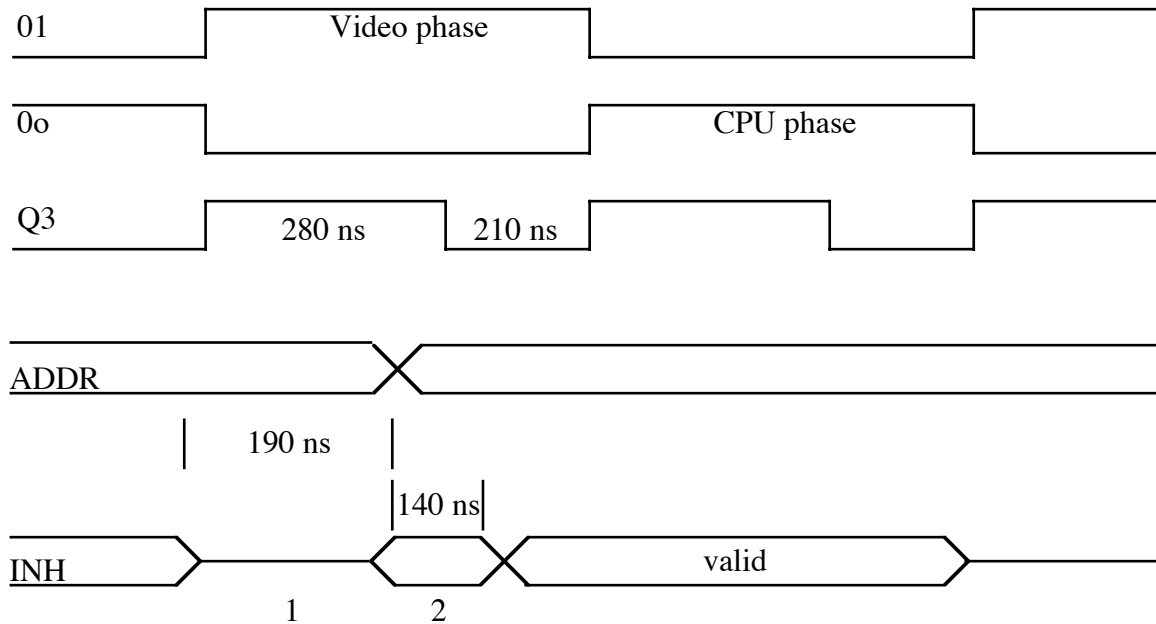 01
Video phase
0o
CPU phase
Q3
280 ns
210 ns
ADDR
190 ns
140 ns
INH
valid
1
2